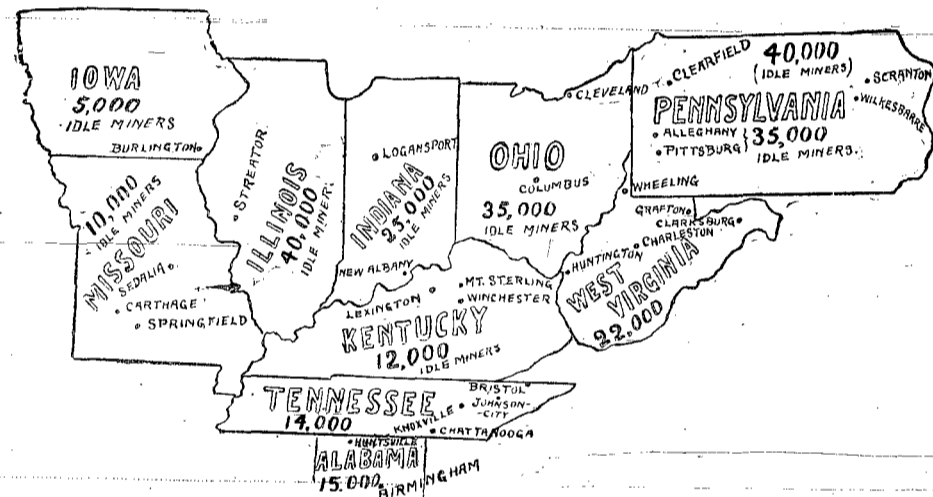 IOWA
5,000
IDLE MINERS
BURLINGTON
10,000
IDLE MINERS
MISSOURI
SEDALIA
CARTHAGE
SPRINGFIELD
STREATOR
ILLINOIS
40,000
IDLE MINERS
LOGANSPORT
INDIANA
25,000
IDLE
MINERS
NEW ALBANY
CLEVELAND
OHIO
COLUMBUS
35,000
IDLE MINERS
CLEARFIELD
40,000
(IDLE MINERS)
SCRANTON
PENNSYLVANIA
WILKESBARRE
ALLEGHANY
PITTSBURG
35,000
IDLE MINERS.
WHEELING
GRAFTON
CLARKSBURG
CHARLESTON
HUNTINGTON
WEST
VIRGINIA
22,000
MT. STERLING
LEXINGTON
WINCHESTER
KENTUCKY
12,000
IDLE MINERS
TENNESSEE
14,000
BRISTOL
JOHNSON-
CITY
KNOXVILLE
CHATTANOOGA
HUNTSVILLE
ALABAMA
15,000
BIRMINGHAM